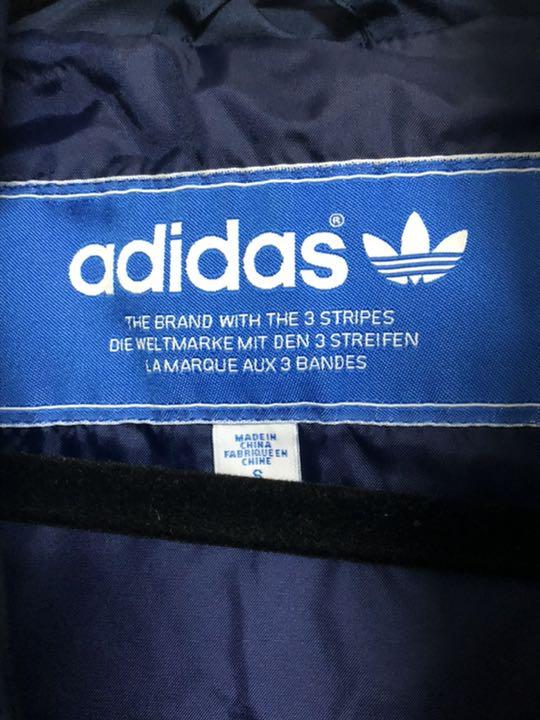 adidas®
THE BRAND WITH THE 3 STRIPES
DIE WELTMARKE MIT DEN 3 STREIFEN
LA MARQUE AUX 3 BANDES
MADE IN
CHINA
FABRIQUE EN
CHINE
S